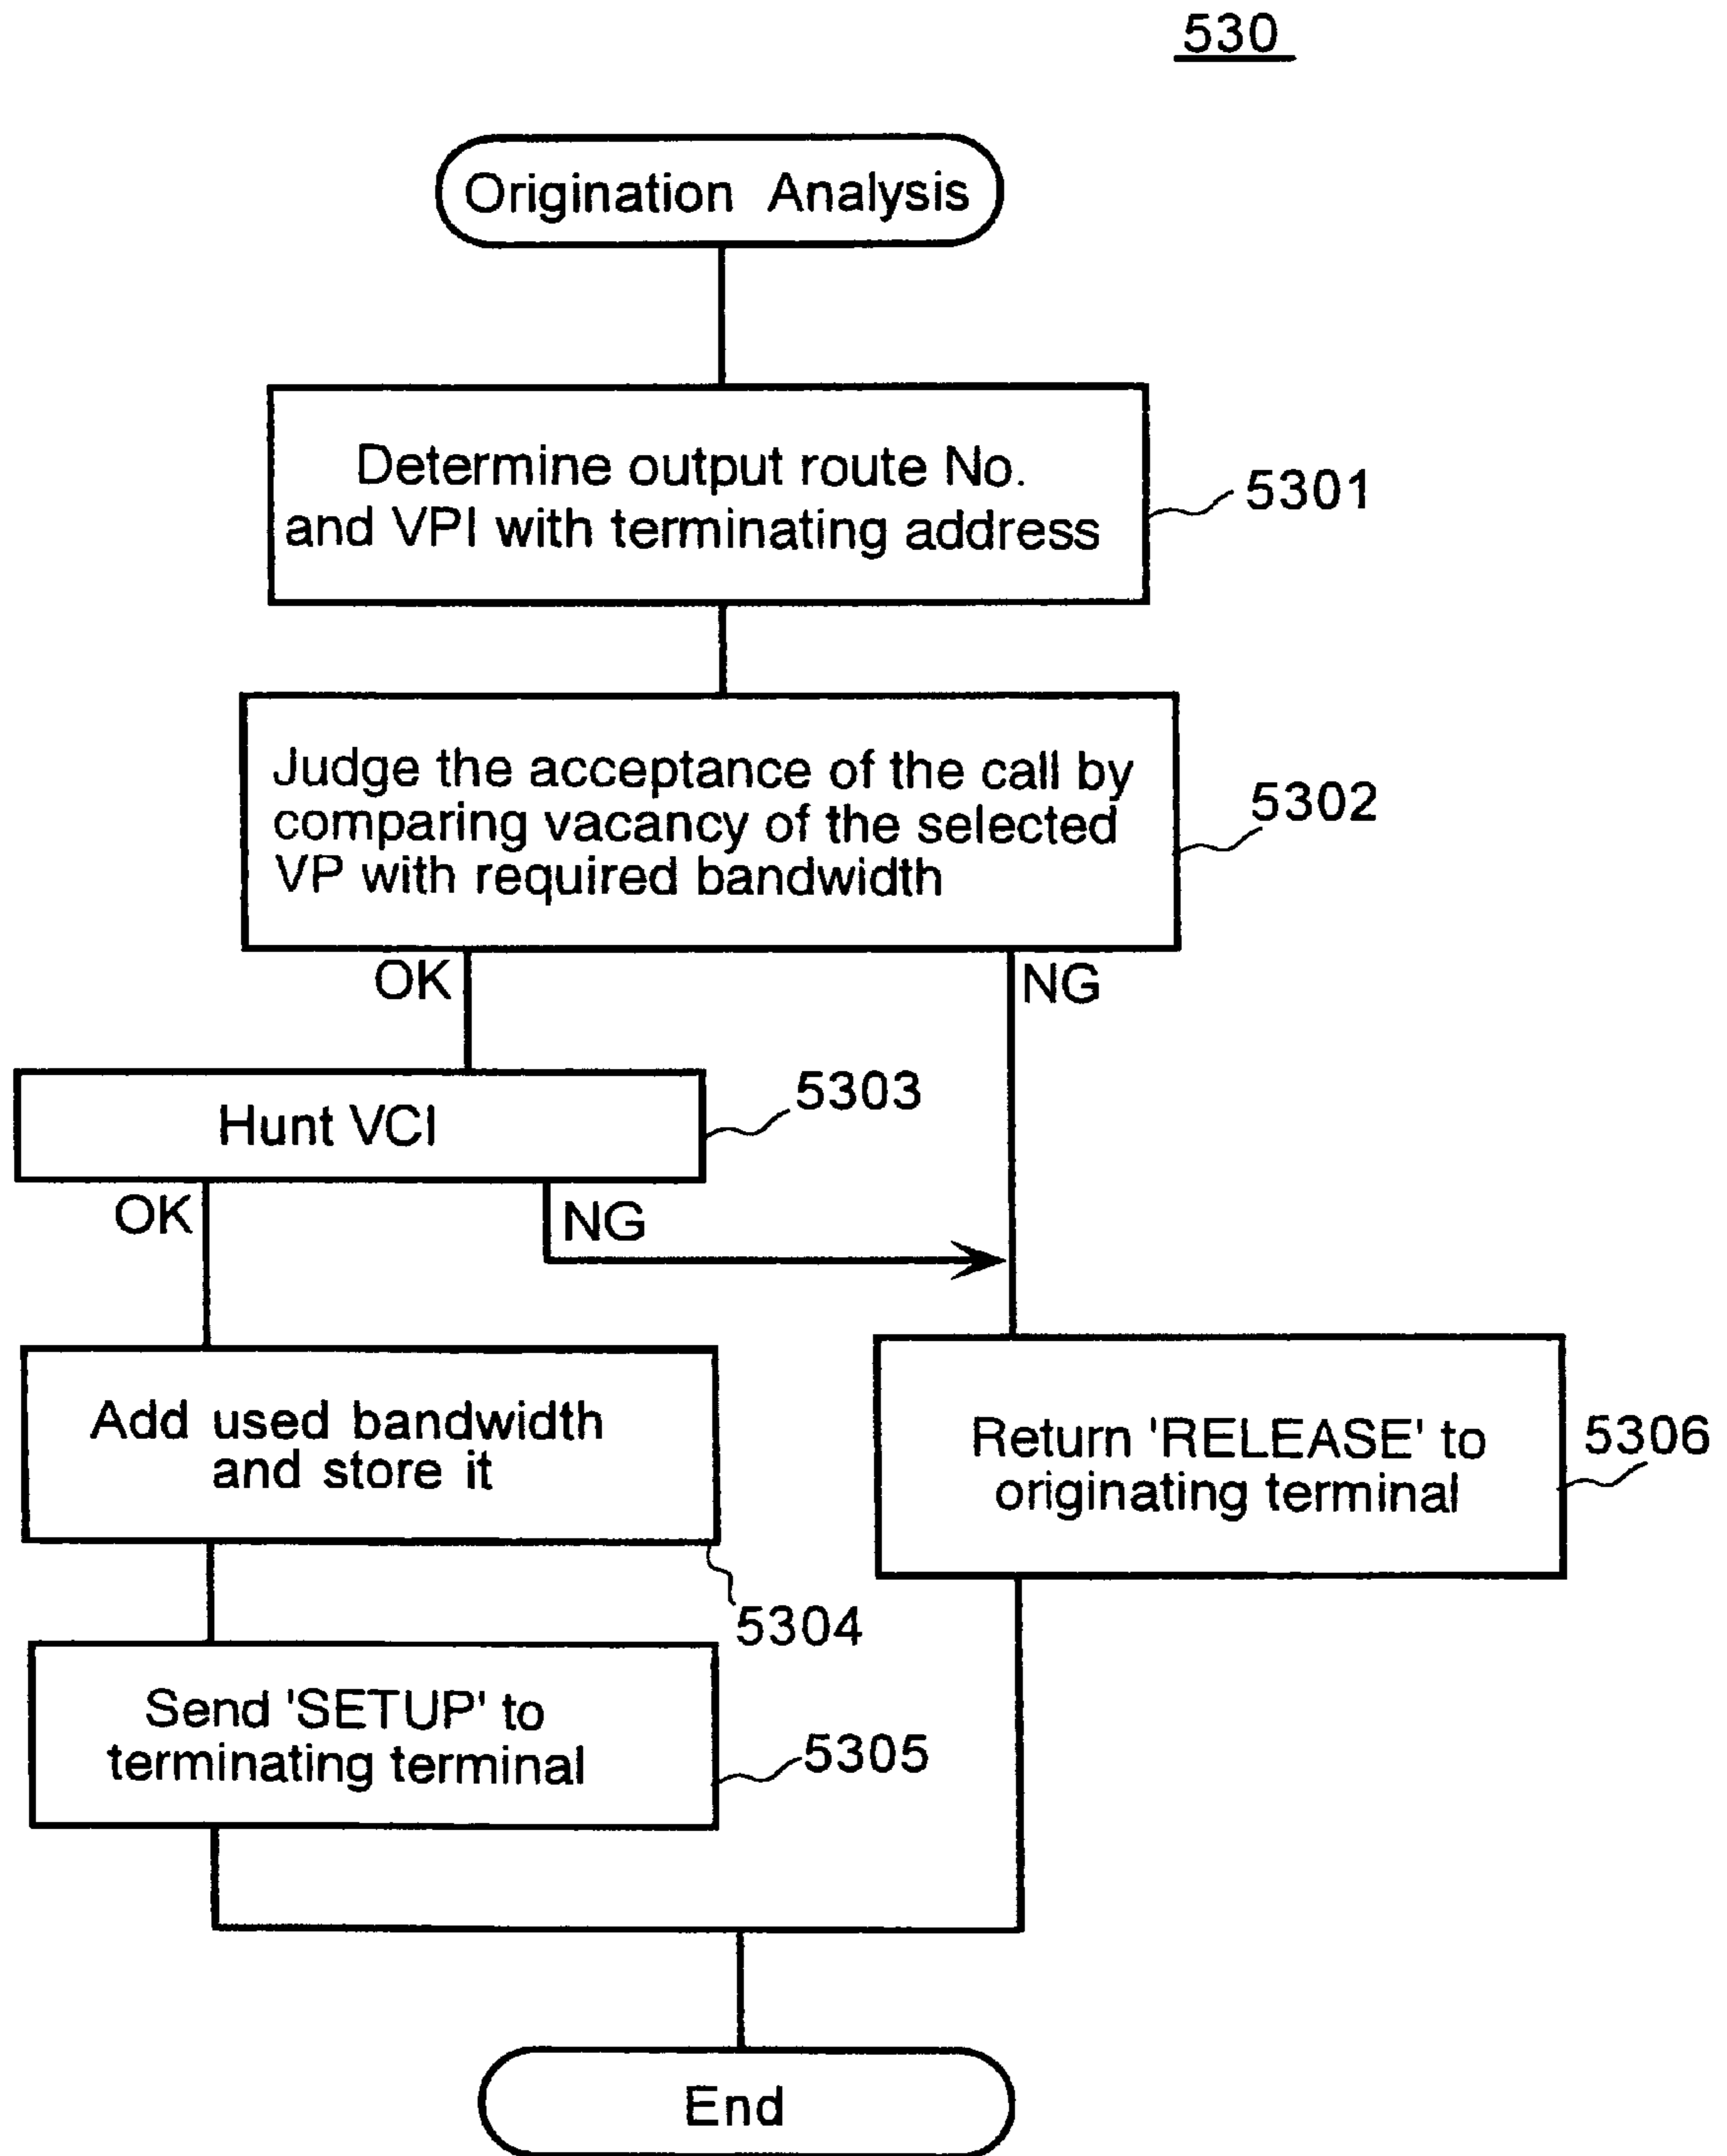 530
Origination Analysis
Determine output route No.
and VPI with terminating address
5301
Judge the acceptance of the call by
comparing vacancy of the selected
VP with required bandwidth
5302
OK
NG
Hunt VCI
5303
OK
NG
Add used bandwidth
and store it
5304
Return 'RELEASE' to
originating terminal
5306
Send 'SETUP' to
terminating terminal
5305
End